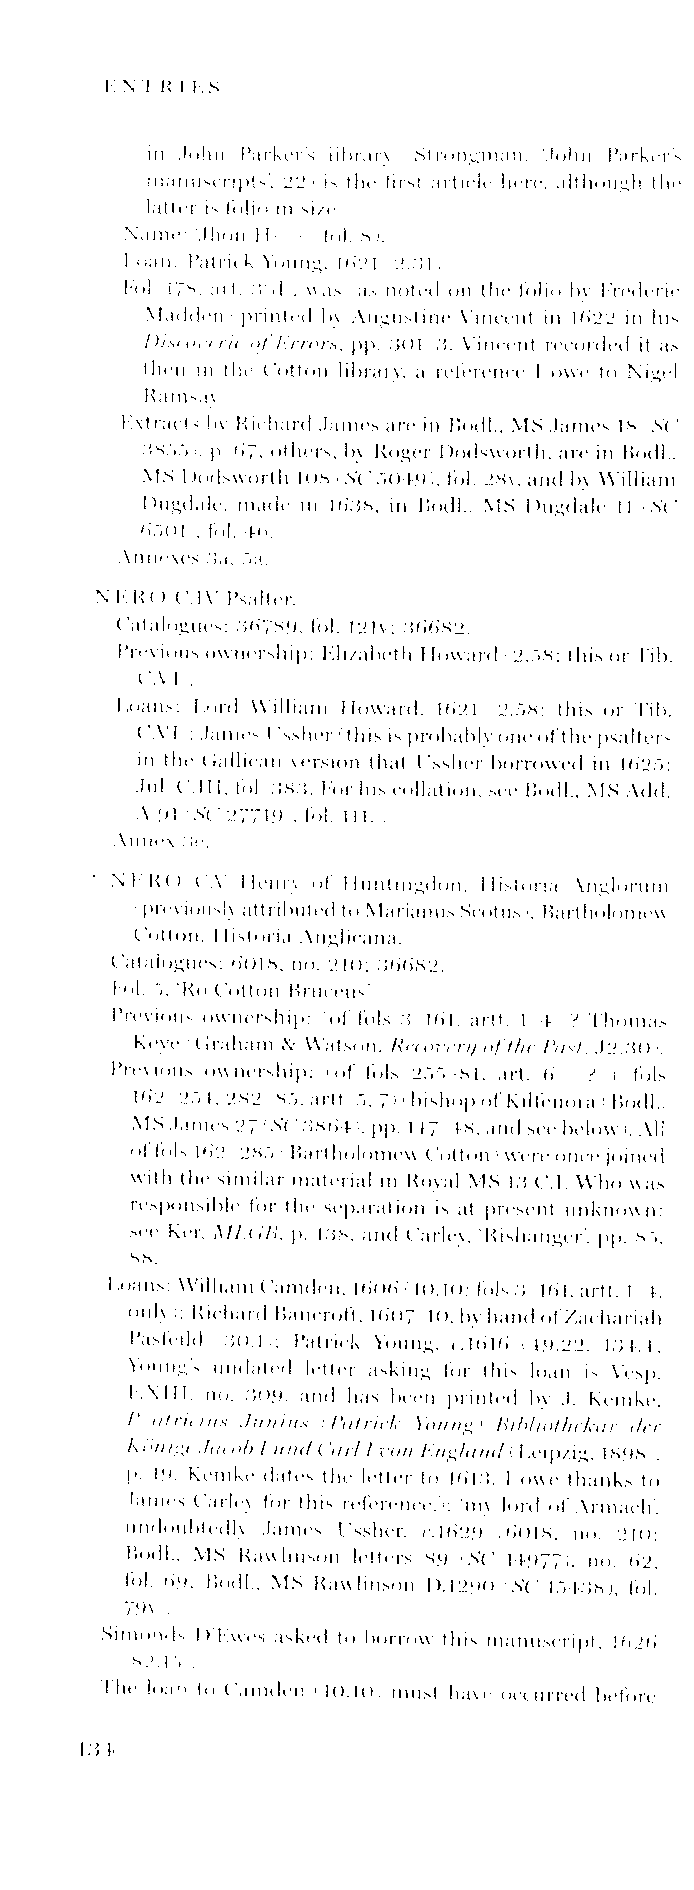 ENTRIES
in John Parker's library (Strongman, 'John Parker's
manuscripts', 22) is the first article here, although the
latter is folio in size.
Name: 'Jhon H
Loan: Patrick Young, 1621
Fol. 178, art. was (as noted on the folio by Frederic
Madden) printed by Augustine Vincent in 1622 in his
Discoverie of Errors, pp. 301–3. Vincent recorded it as
then in the Cotton library, a reference I owe to Nigel
Ramsay.
Extracts by Richard James are in Bodl., MS James 18 (SC
3855), p. 67, others, by Roger Dodsworth, are in Bodl.,
MS Dodsworth 108 (SC 5049), fol. 28v, and by William
Dugdale, made in 1638, in Bodl., MS Dugdale 11 (SC
6501), fol. 46.
Annexes 3a, 5a.
NERO C.IV Psalter.
Catalogues: 36789, fol. 121v; 36682.
Previous ownership: Elizabeth Howard (2.58: this or Tib.
C.VI).
Loans: Lord William Howard, 1621 (2.58: this or Tib.
C.VI); James Ussher (this is probably one of the psalters
in the Gallican version that Ussher borrowed in 1625:
Jul. C.III, fol. 383. For his collation, see Bodl., MS Add.
A 91 (SC 27719), fol. 111.).
Annex 3e.
NERO C.V Henry of Huntingdon, Historia Anglorum
(previously attributed to Marianus Scotus); Bartholomew
Cotton, Historia Anglicana.
Catalogues: 6018, no. 210; 36682.
Fol. 'Ro Cotton Bruceus'
Previous ownership: (of fols 3–161, artt. 1–4) ? Thomas
Keye (Graham & Watson, Recovery of the Past, J2.30).
Previous ownership: (of fols 255–81, art. 6 ? + fols
162–254, 282–85, artt. 5, 7) bishop of Kilfenora (Bodl.,
MS James 27 (SC 3864), pp. 147–48, and see below). All
of fols 162–285 (Bartholomew Cotton) were once joined
with the similar material in Royal MS 13 C.I. Who was
responsible for the separation is at present unknown:
see Ker, MLGB, p. 138, and Carley, 'Rishanger', pp. 85,
88.
Loans: William Camden, 1606 (10.10: fols 3–161, artt. 1–4,
only); Richard Bancroft, 1607–10, by hand of Zachariah
Pasfeild (30.1); Patrick Young, c.1616 (49.22, 134.1,
Young's undated letter asking for this loan is Vesp.
F.XIII, no. 309, and has been printed by J. Kemke,
Patricius Junius (Patrick Young) Bibliothekar der
Könige Jacob I und Carl I von England (Leipzig, 1898),
p. 19. Kemke dates the letter to 1613. I owe thanks to
James Carley for this reference.); 'my lord of Armach',
undoubtedly James Ussher, c.1629 (6018, no. 210;
Bodl., MS Rawlinson letters 89 (SC 14977), no. 62,
fol. 69, Bodl., MS Rawlinson D.1290 (SC 15438), fol.
79v).
Simonds D'Ewes asked to borrow this manuscript, 1626
The loan to Camden (10.10) must have occurred before
134